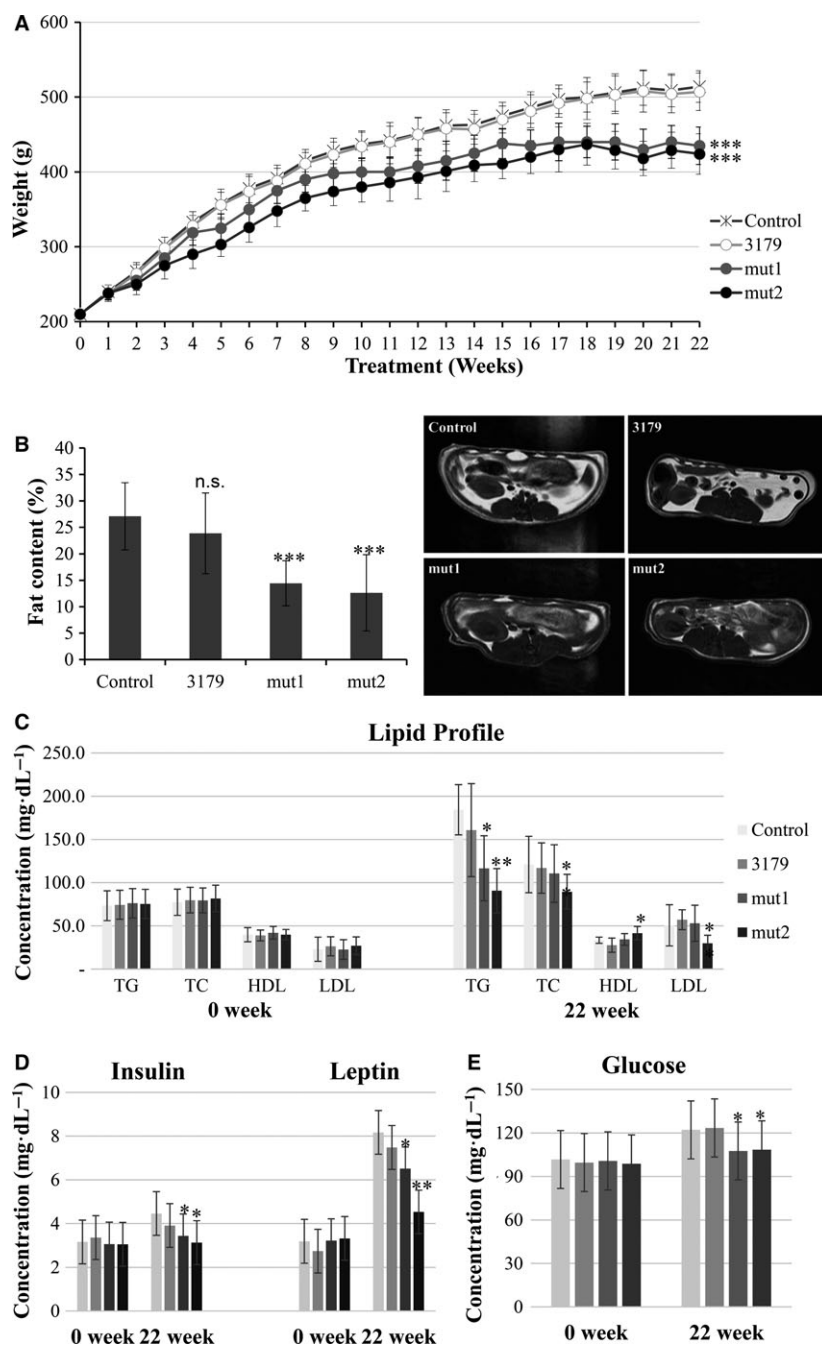 A
600
500
400
300
200
Weight (g)
0 1 2 3 4 5 6 7 8 9 10 11 12 13 14 15 16 17 18 19 20 21 22
Treatment (Weeks)
***
***
Control
3179
mut1
mut2
B
40
35
30
25
20
15
10
5
0
Fat content (%)
n.s.
***
***
Control 3179 mut1 mut2
Control
3179
mut1
mut2
C
Lipid Profile
250.0
200.0
150.0
100.0
50.0
-
Concentration (mg·dL⁻¹)
*
**
*
*
*
*
*
TG TC HDL LDL TG TC HDL LDL
0 week 22 week
Control
3179
mut1
mut2
D
Insulin Leptin
10
8
6
4
2
0
Concentration (mg·dL⁻¹)
* *
*
**
0 week 22 week 0 week 22 week
E
Glucose
150
120
90
60
30
0
Concentration (mg·dL⁻¹)
* *
0 week 22 week